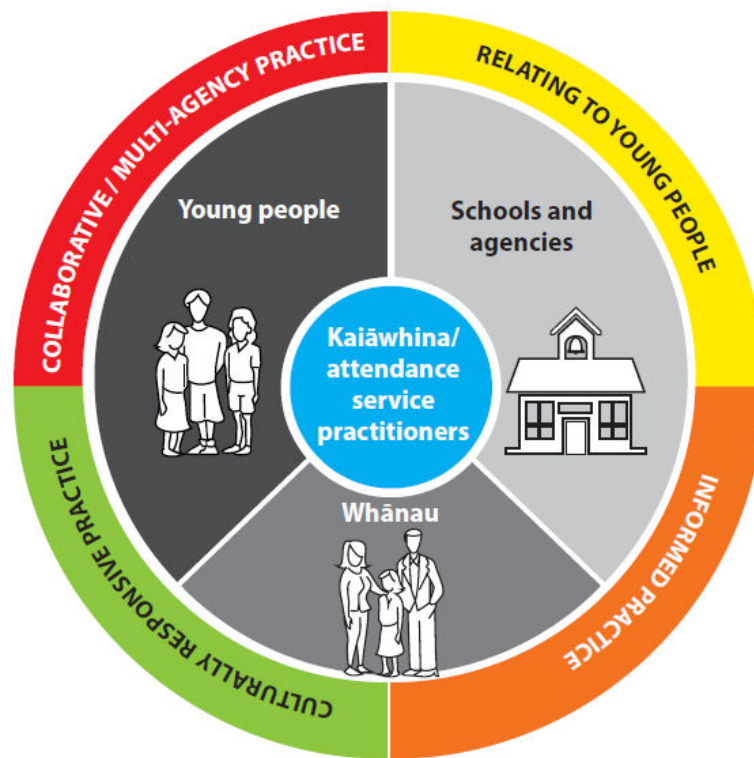 COLLABORATIVE / MULTI-AGENCY PRACTICE
RELATING TO YOUNG PEOPLE
Young people
Schools and
agencies
Kaiāwhina/
attendance
service
practitioners
Whānau
CULTURALLY RESPONSIVE PRACTICE
INFORMED PRACTICE